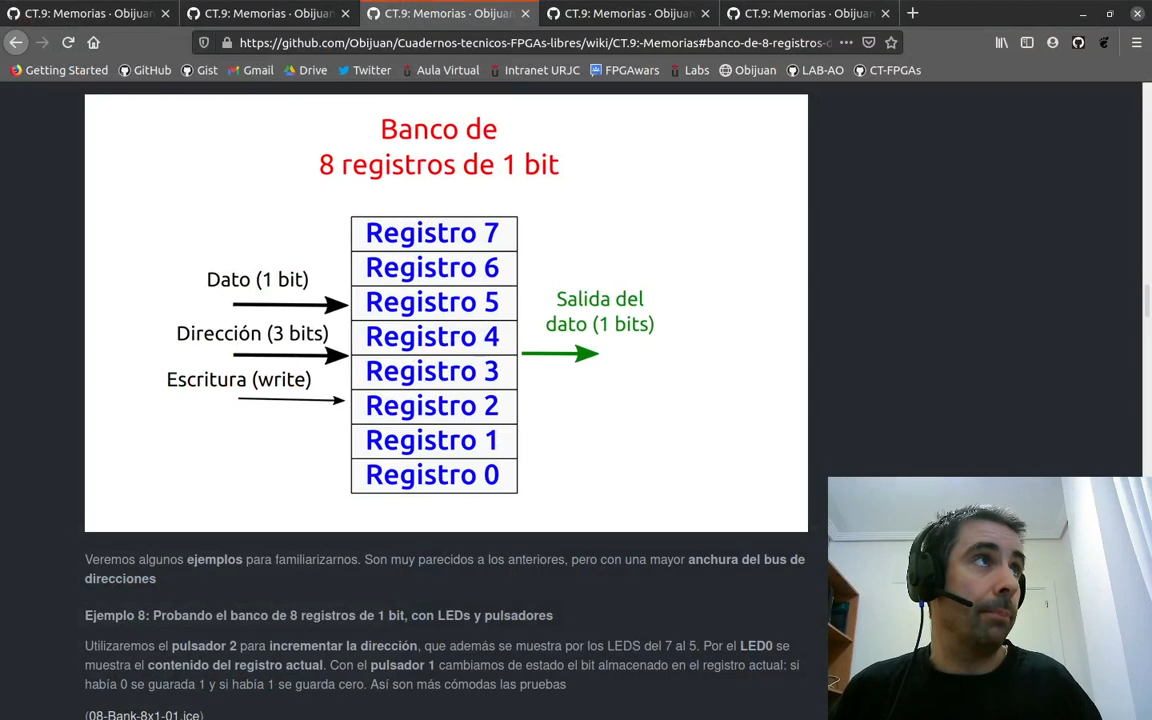 CT.9: Memorias · Obijuan
CT.9: Memorias · Obijuan
CT.9: Memorias · Obijuan
CT.9: Memorias · Obijuan
CT.9: Memorias · Obijuan
https://github.com/Obijuan/Cuadernos-tecnicos-FPGAs-libres/wiki/CT.9:-Memorias#banco-de-8-registros-d
Getting Started GitHub Gist Gmail Drive Twitter Aula Virtual Intranet URJC FPGAwars Labs Obijuan LAB-AO CT-FPGAs
Banco de
8 registros de 1 bit
Registro 7
Registro 6
Dato (1 bit)
Registro 5
Salida del
dato (1 bits)
Dirección (3 bits)
Registro 4
Registro 3
Escritura (write)
Registro 2
Registro 1
Registro 0
Veremos algunos ejemplos para familiarizarnos. Son muy parecidos a los anteriores, pero con una mayor anchura del bus de
direcciones
Ejemplo 8: Probando el banco de 8 registros de 1 bit, con LEDs y pulsadores
Utilizaremos el pulsador 2 para incrementar la dirección, que además se muestra por los LEDS del 7 al 5. Por el LED0 se
muestra el contenido del registro actual. Con el pulsador 1 cambiamos de estado el bit almacenado en el registro actual: si
había 0 se guarada 1 y si había 1 se guarda cero. Así son más cómodas las pruebas
(08-Bank-8x1-01.ice)